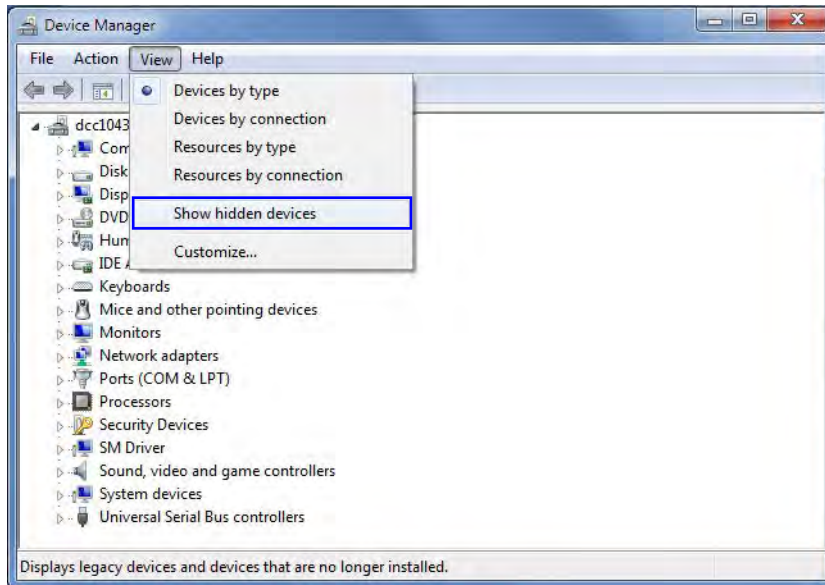 Device Manager
File Action View Help
Devices by type
Devices by connection
Resources by type
Resources by connection
Show hidden devices
Customize...
dcc1043
Com
Disk
Disp
DVD
Hum
IDE
Keyboards
Mice and other pointing devices
Monitors
Network adapters
Ports (COM & LPT)
Processors
Security Devices
SM Driver
Sound, video and game controllers
System devices
Universal Serial Bus controllers
Displays legacy devices and devices that are no longer installed.